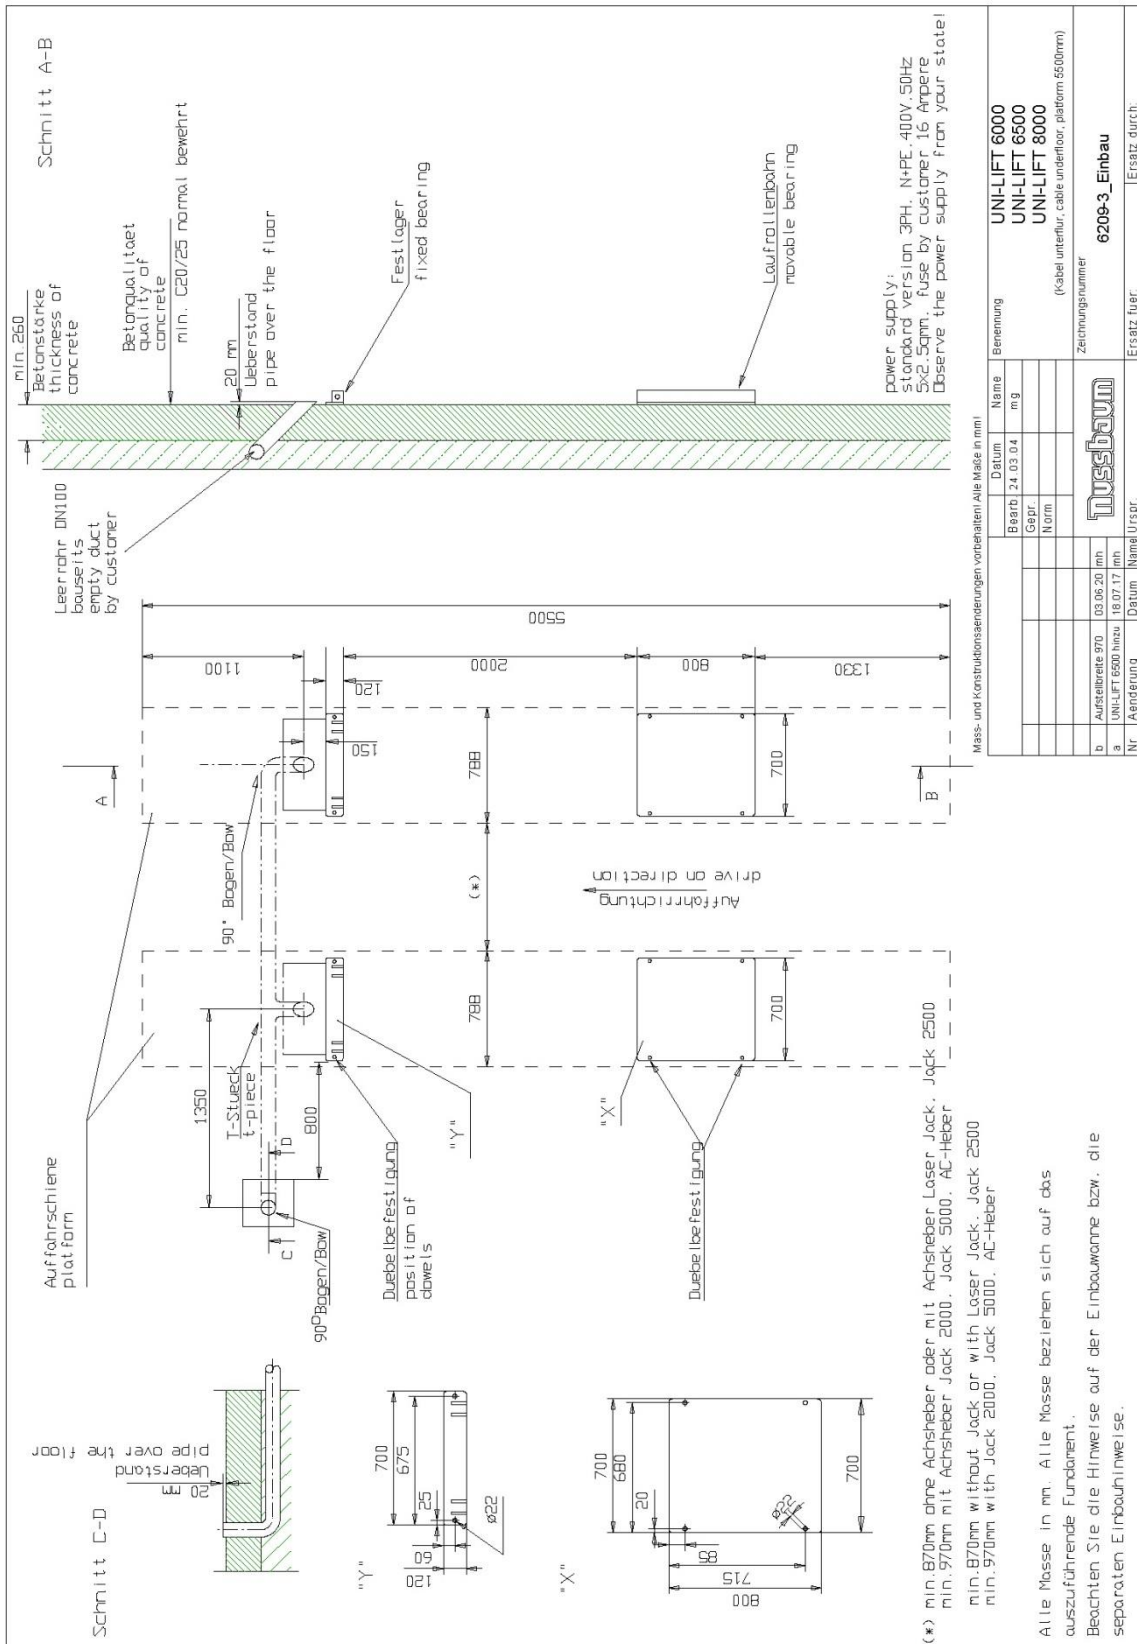 Schnitt A-B
min.260
Betonstärke
thickness of
concrete
Betonqualitaet
quality of
concrete
min. C20/25 normal bewehrt
20 mm
Ueberstand
pipe over the floor
Festlager
fixed bearing
Laufrollenbahn
movable bearing
Leerrohr DN100
bauseits
empty duct
by customer
power supply:
standard version 3PH, N+PE, 400V, 50HZ
5x2.5qmm, fuse by customer 16 Ampere
Observe the power supply from your state!
Auffahrschiene
platform
1350
T-Stueck
t-piece
90° Bogen/Bow
A
B
1100
120
150
5500
2000
800
1330
788
(*)
788
800
D
C
90°Bogen/Bow
Duebelbefestigung
position of
dowels
"Y"
Auffahrrichtung
drive on direction
"X"
700
700
Duebelbefestigung
Schnitt C-D
20 mm
Ueberstand
pipe over the floor
"Y"
700
675
25
60
120
ø22
"X"
700
680
20
ø22
85
715
800
700
(*) min.870mm ohne Achsheber oder mit Achsheber Laser Jack, Jack 2500
min.970mm mit Achsheber Jack 2000, Jack 5000, AC-Heber
min.870mm without Jack or with Laser Jack, Jack 2500
min.970mm with Jack 2000, Jack 5000, AC-Heber
Alle Masse in mm. Alle Masse beziehen sich auf das
auszuführende Fundament.
Beachten Sie die Hinweise auf der Einbauwanne bzw. die
separaten Einbauhinweise.
Mass- und Konstruktionsaenderungen vorbehalten! Alle Maße in mm!
Datum Name
Bearb. 24.03.04 mg
Gepr.
Norm
Benennung
UNI-LIFT 6000
UNI-LIFT 6500
UNI-LIFT 8000
(Kabel unterflur, cable underfloor, platform 5500mm)
Zeichnungsnummer
6209-3_Einbau
Nussbaum
b Aufstellbreite 970 03.06.20 mh
a UNI-LIFT 6500 hinzu 18.07.17 mh
Nr. Aenderung Datum Name Urspr. Ersatz fuer: Ersatz durch: